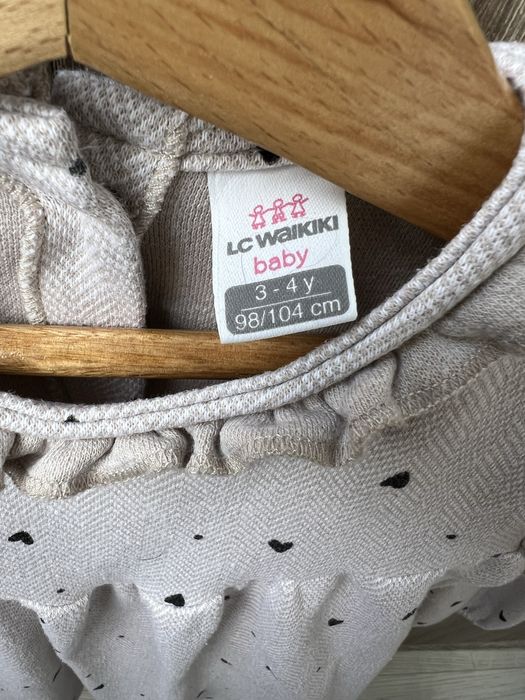 LC WAIKIKI
baby
3 - 4 y
98/104 cm